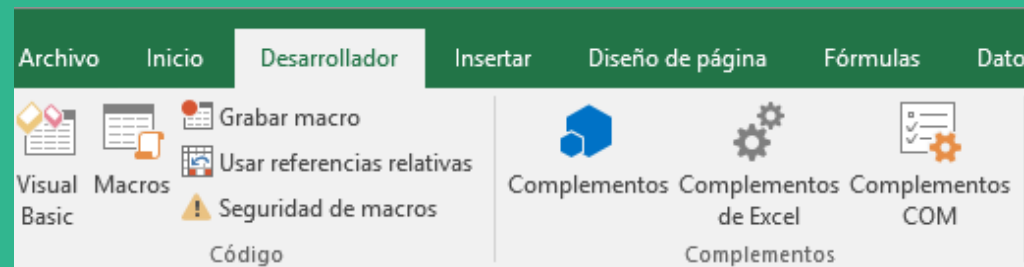 Archivo Inicio Desarrollador Insertar Diseño de página Fórmulas Dato
Grabar macro
Usar referencias relativas
Seguridad de macros
Visual
Basic
Macros
Código
Complementos
Complementos
de Excel
Complementos
COM
Complementos